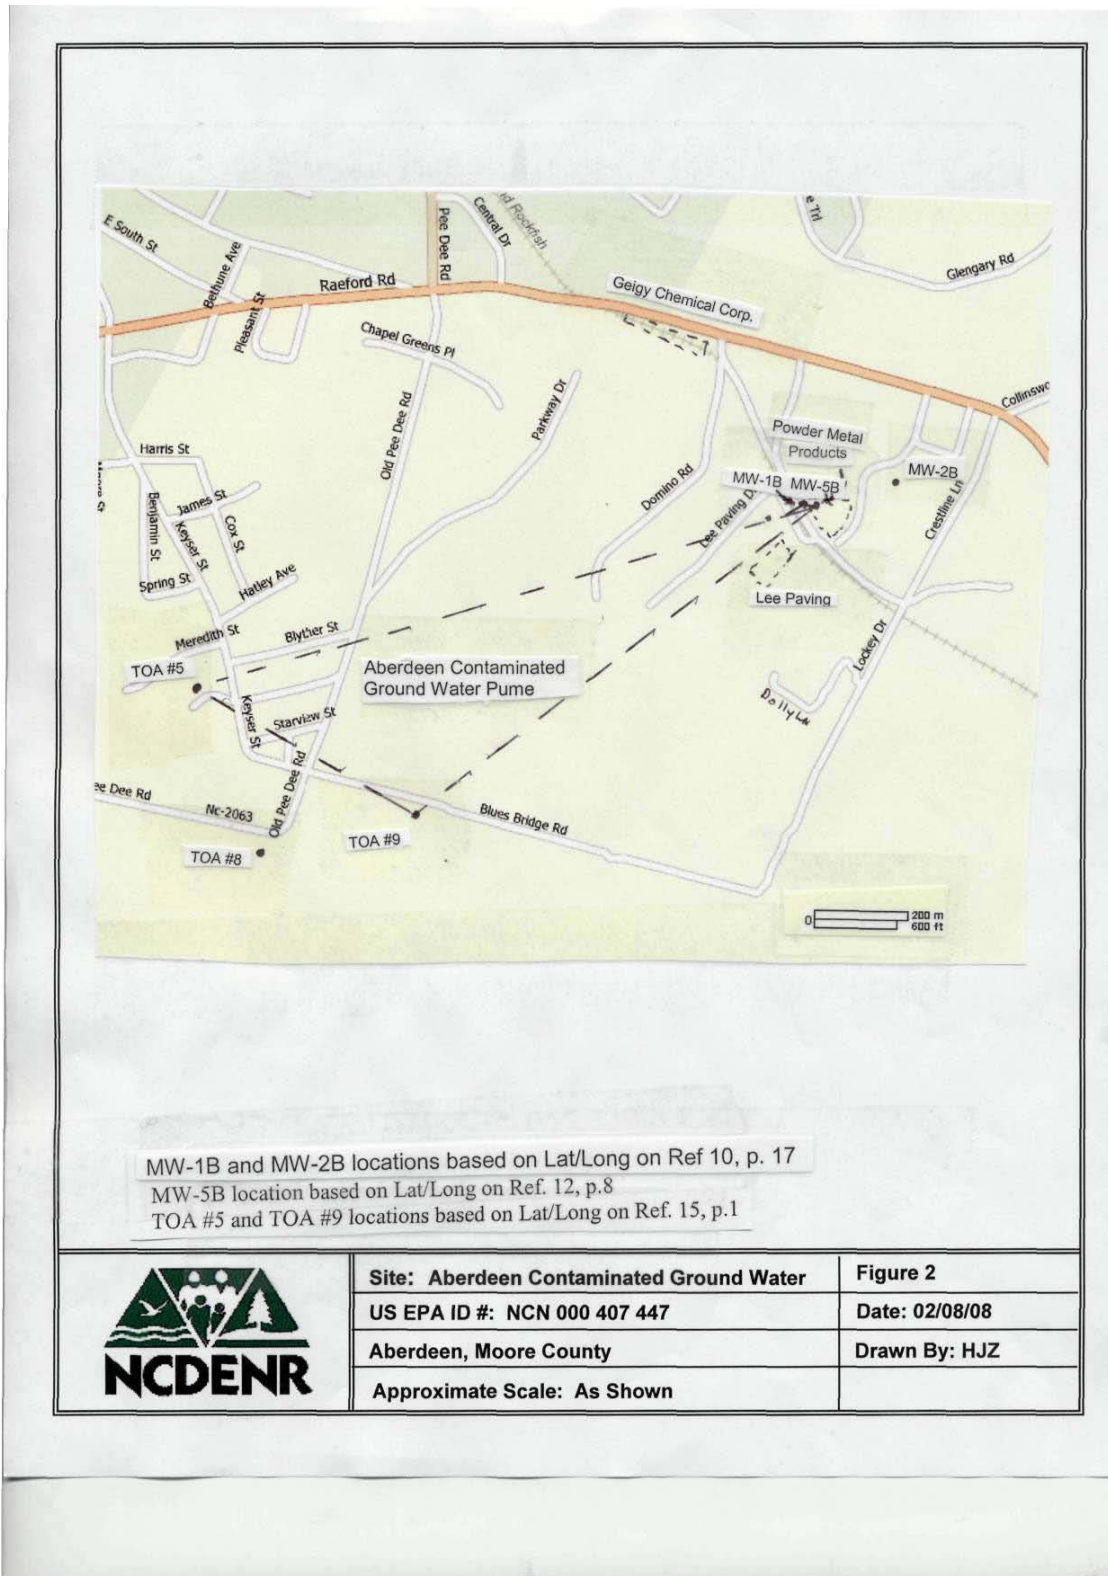 E South St
Bethune Ave
Pleasant St
Raeford Rd
Pee Dee Rd
Central Dr
Rockfish
Trl
Glengary Rd
Geigy Chemical Corp.
Chapel Greens Pl
Old Pee Dee Rd
Parkway Dr
Harris St
James St
Benjamin St
Keyser St
Cox St
Spring St
Hatley Ave
Domino Rd
Powder Metal
Products
MW-1B MW-5B
MW-2B
Crestline Ln
Lee Paving D
Lee Paving
Meredith St
Blyther St
TOA #5
Aberdeen Contaminated
Ground Water Pume
Lockey Dr
Dolly Ln
Keyser St
Starview St
ee Dee Rd
Nc-2063
Old Pee Dee Rd
TOA #8
TOA #9
Blues Bridge Rd
0 200 m
600 ft
MW-1B and MW-2B locations based on Lat/Long on Ref 10, p. 17
MW-5B location based on Lat/Long on Ref. 12, p.8
TOA #5 and TOA #9 locations based on Lat/Long on Ref. 15, p.1
NCDENR
Site: Aberdeen Contaminated Ground Water
Figure 2
US EPA ID #: NCN 000 407 447
Date: 02/08/08
Aberdeen, Moore County
Drawn By: HJZ
Approximate Scale: As Shown